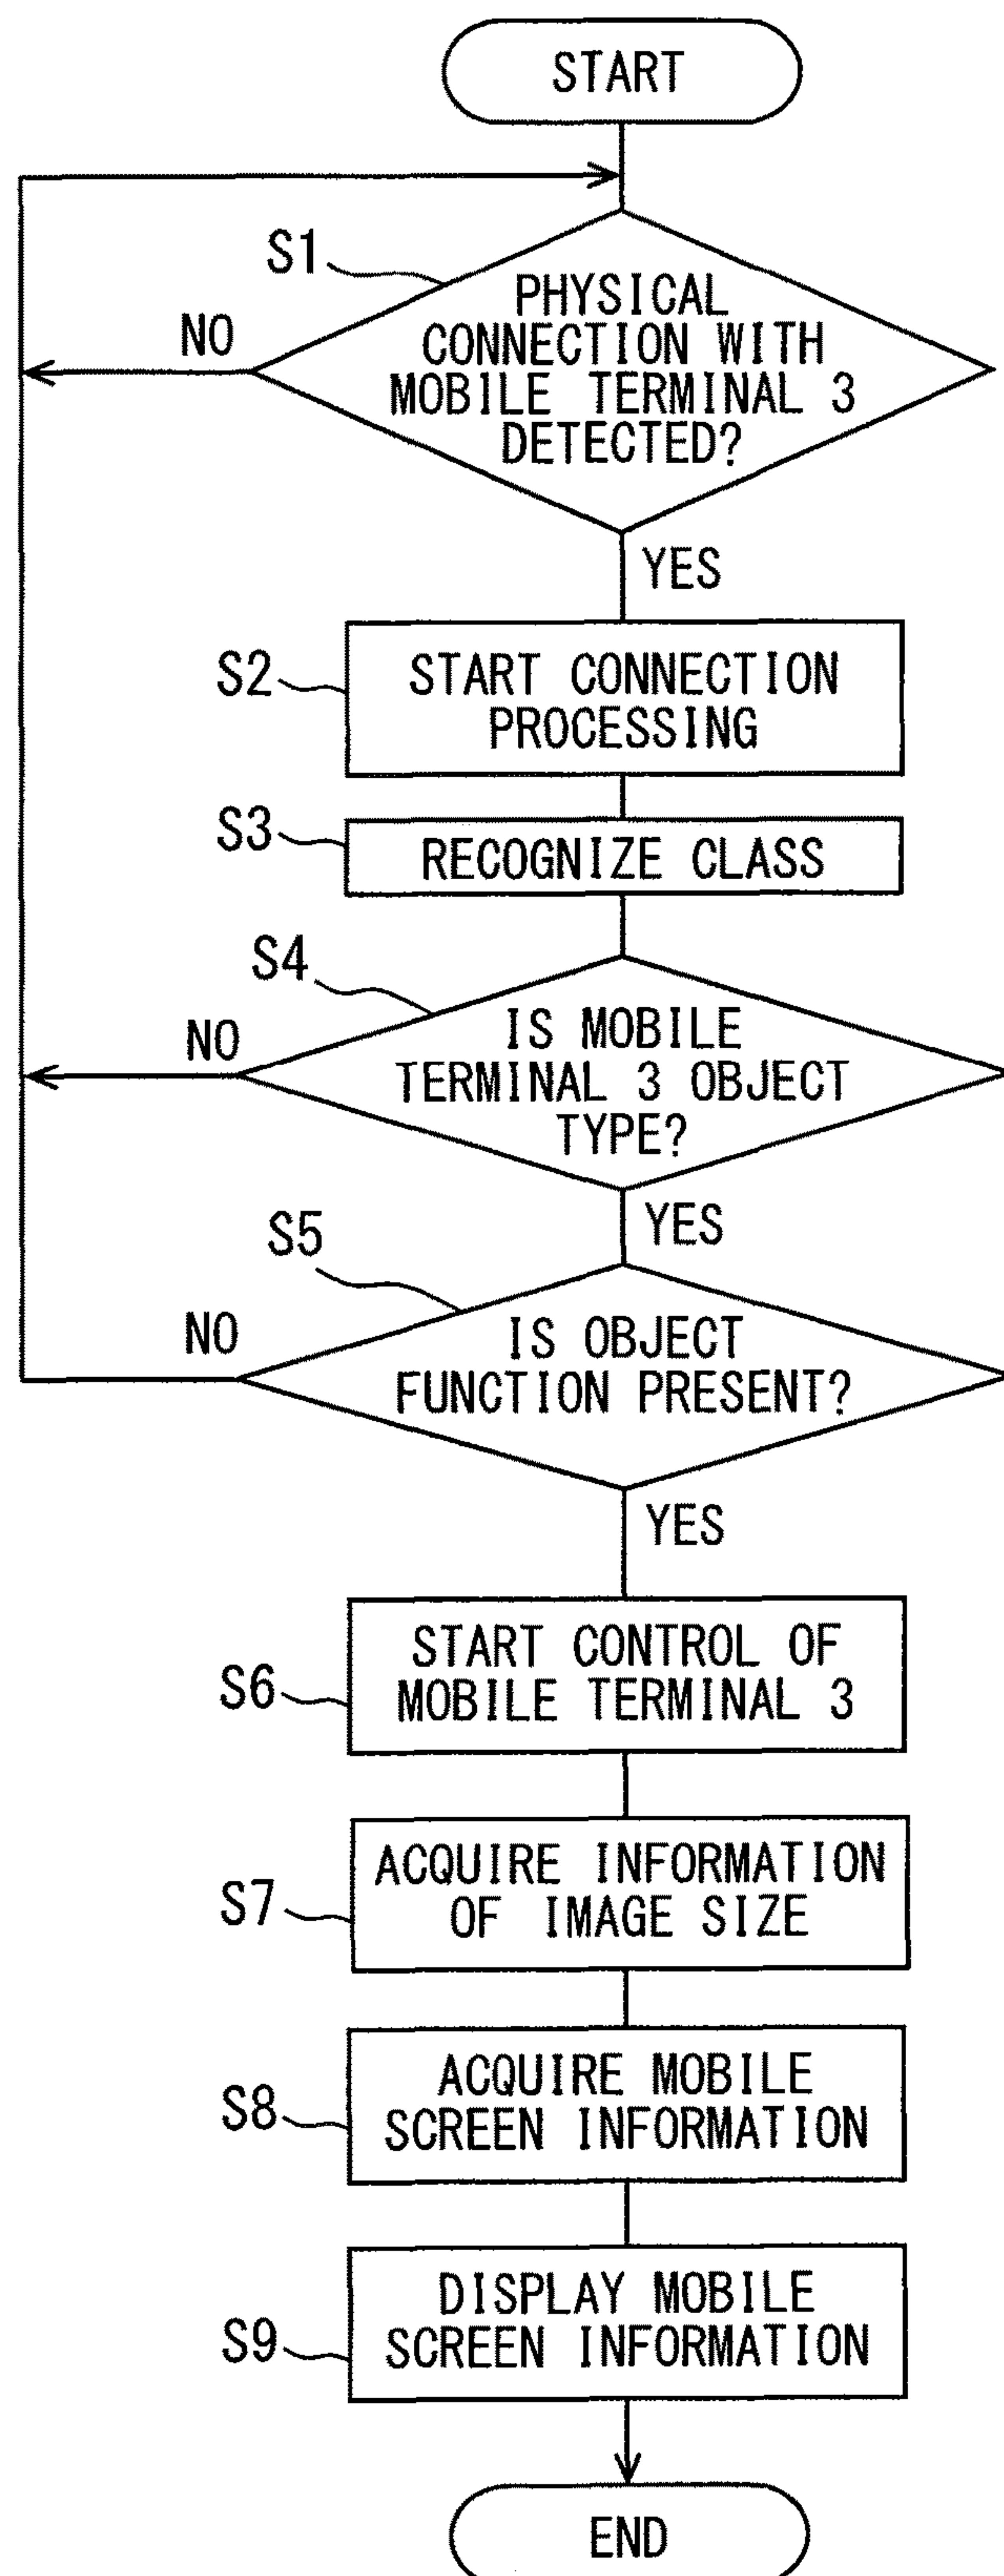 START
S1
PHYSICAL
CONNECTION WITH
MOBILE TERMINAL 3
DETECTED?
NO
YES
S2
START CONNECTION
PROCESSING
S3
RECOGNIZE CLASS
S4
IS MOBILE
TERMINAL 3 OBJECT
TYPE?
NO
YES
S5
IS OBJECT
FUNCTION PRESENT?
NO
YES
S6
START CONTROL OF
MOBILE TERMINAL 3
S7
ACQUIRE INFORMATION
OF IMAGE SIZE
S8
ACQUIRE MOBILE
SCREEN INFORMATION
S9
DISPLAY MOBILE
SCREEN INFORMATION
END